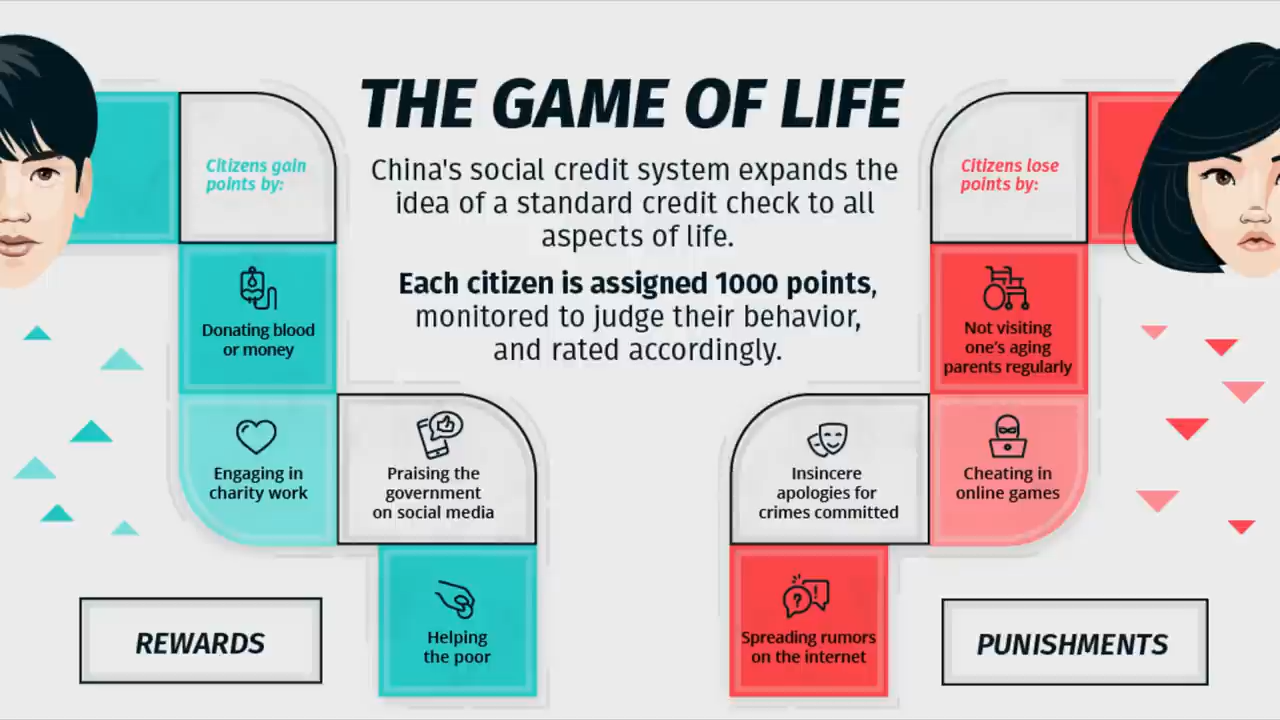 THE GAME OF LIFE
China's social credit system expands the
idea of a standard credit check to all
aspects of life.
Each citizen is assigned 1000 points,
monitored to judge their behavior,
and rated accordingly.
Citizens gain
points by:
Donating blood
or money
Engaging in
charity work
Praising the
government
on social media
Helping
the poor
REWARDS
Citizens lose
points by:
Not visiting
one's aging
parents regularly
Cheating in
online games
Insincere
apologies for
crimes committed
Spreading rumors
on the internet
PUNISHMENTS